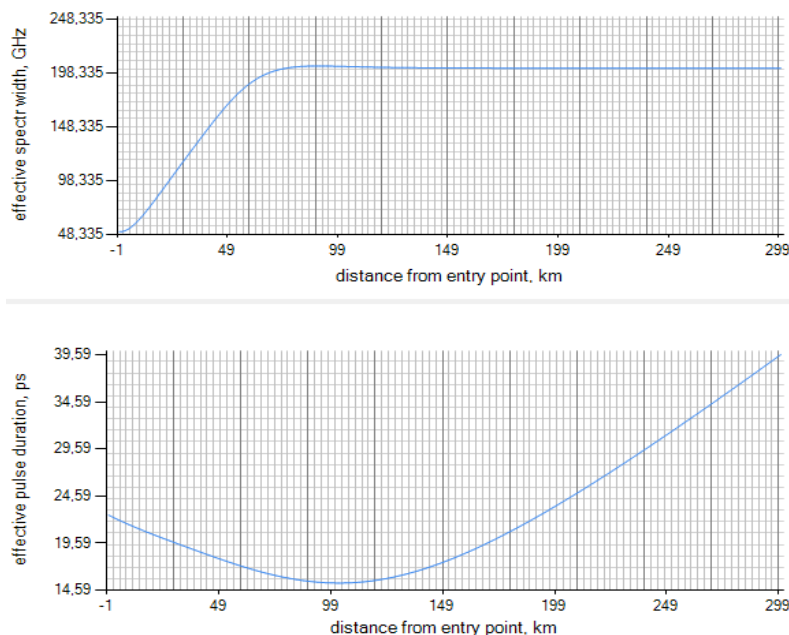 effective spectr width, GHz
248,335
198,335
148,335
98,335
48,335
-1 49 99 149 199 249 299
distance from entry point, km
effective pulse duration, ps
39,59
34,59
29,59
24,59
19,59
14,59
-1 49 99 149 199 249 299
distance from entry point, km